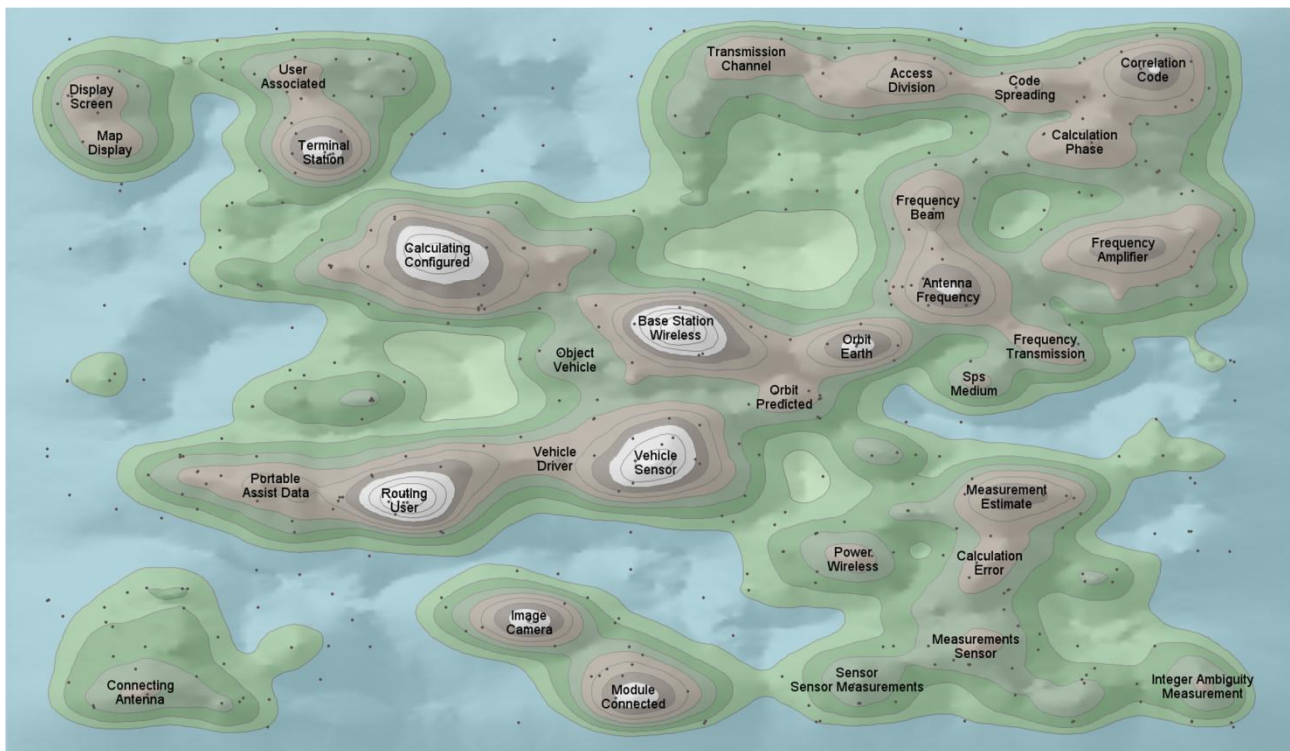 Transmission
Channel
User
Associated
Access
Division
Code
Spreading
Correlation
Code
Display
Screen
Map
Display
Terminal
Station
Calculation
Phase
Frequency
Beam
Calculating
Configured
Frequency
Amplifier
Antenna
Frequency
Base Station
Wireless
Orbit
Earth
Frequency,
Transmission
Object
Vehicle
Sps
Medium
Orbit
Predicted
Vehicle
Driver
Vehicle
Sensor
Portable
Assist Data
Routing
User
Measurement
Estimate
Power,
Wireless
Calculation
Error
Image
Camera
Measurements
Sensor
Connecting
Antenna
Module
Connected
Sensor
Sensor Measurements
Integer Ambiguity
Measurement